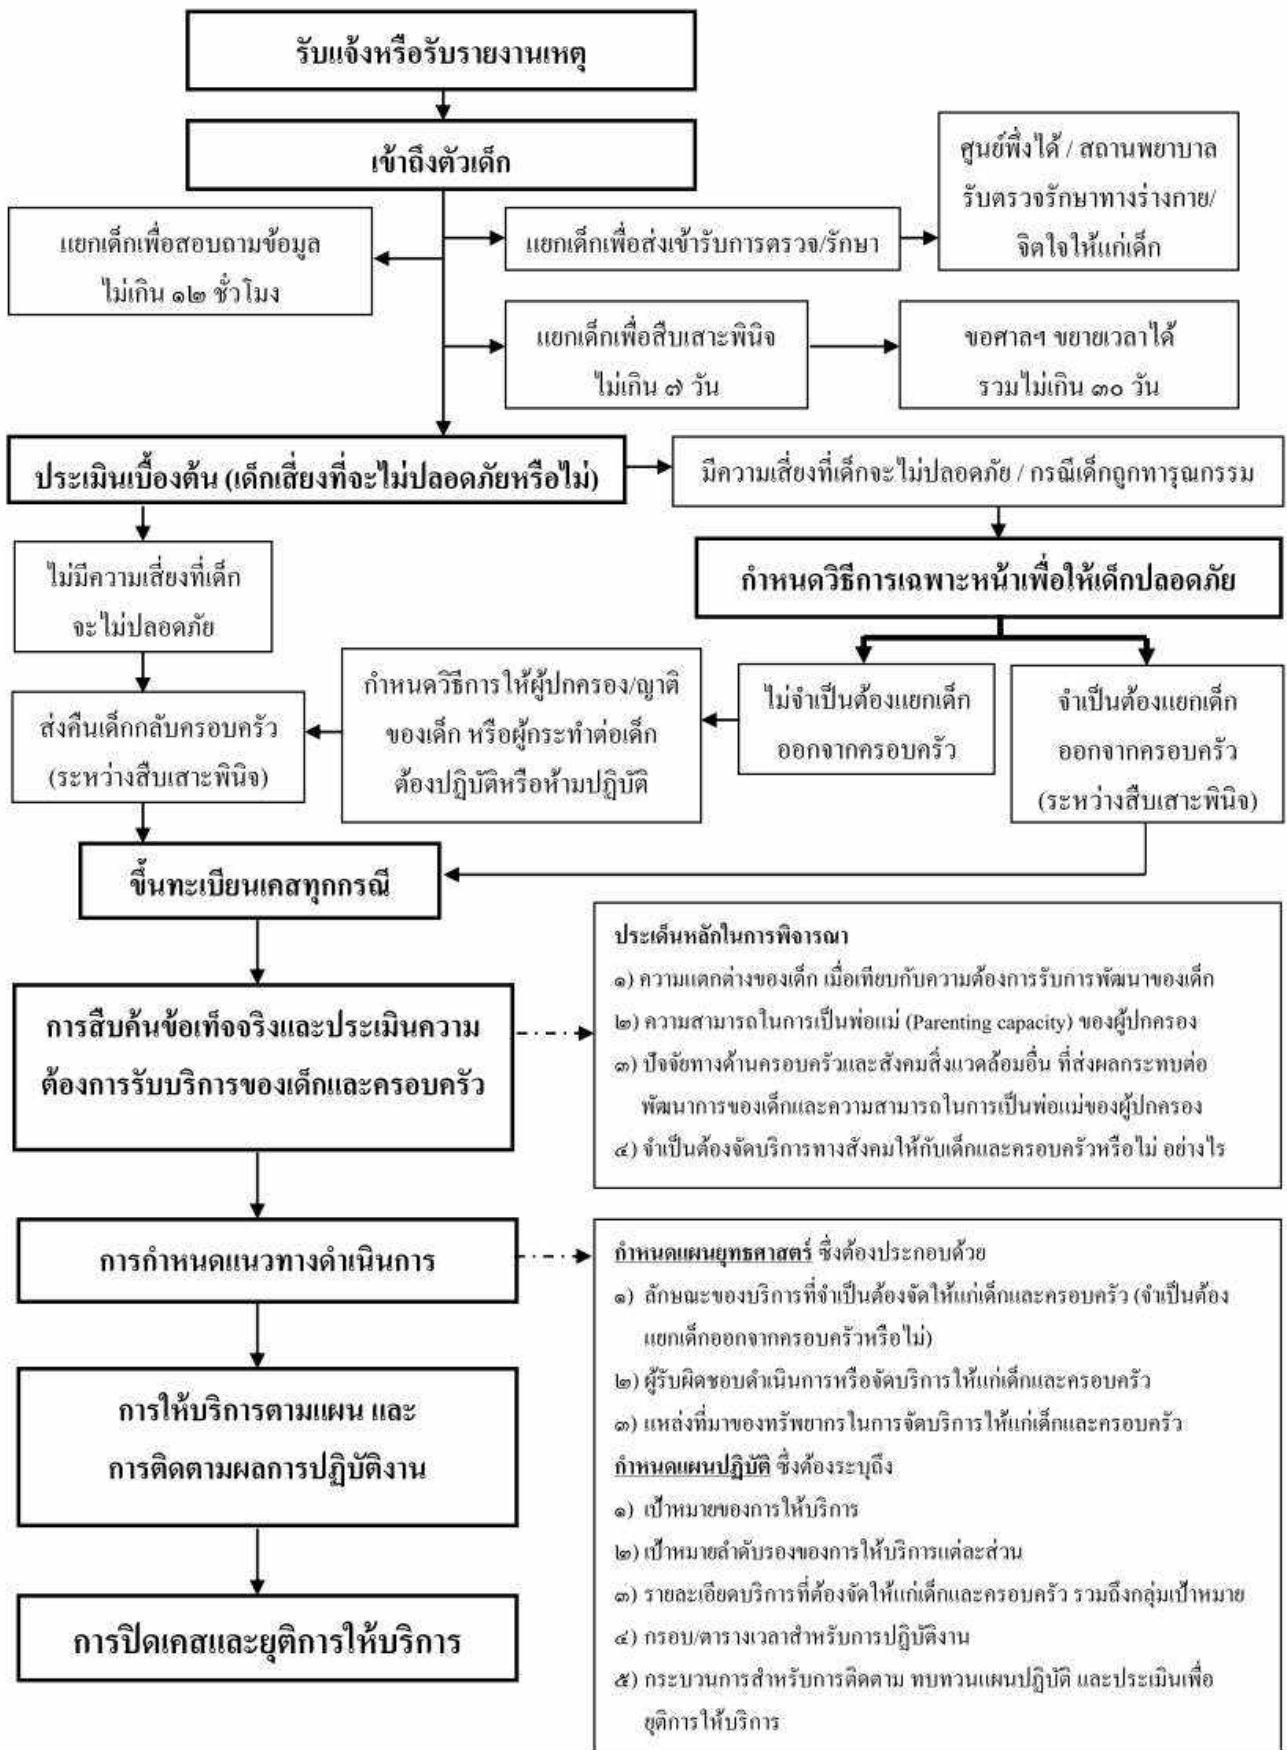 รับแจ้งหรือรับรายงานเหตุ
เข้าถึงตัวเด็ก
ศูนย์พึ่งได้ / สถานพยาบาล
รับตรวจรักษาทางร่างกาย/
จิตใจให้แก่เด็ก
แยกเด็กเพื่อสอบถามข้อมูล
ไม่เกิน ๑๒ ชั่วโมง
แยกเด็กเพื่อส่งเข้ารับการตรวจ/รักษา
แยกเด็กเพื่อสืบเสาะพินิจ
ไม่เกิน ๗ วัน
ขอศาลฯ ขยายเวลาได้
รวมไม่เกิน ๓๐ วัน
ประเมินเบื้องต้น (เด็กเสี่ยงที่จะไม่ปลอดภัยหรือไม่)
มีความเสี่ยงที่เด็กจะไม่ปลอดภัย / กรณีเด็กถูกทารุณกรรม
ไม่มีความเสี่ยงที่เด็ก
จะไม่ปลอดภัย
กำหนดวิธีการเฉพาะหน้าเพื่อให้เด็กปลอดภัย
ส่งคืนเด็กกลับครอบครัว
(ระหว่างสืบเสาะพินิจ)
กำหนดวิธีการให้ผู้ปกครอง/ญาติ
ของเด็ก หรือผู้กระทำต่อเด็ก
ต้องปฏิบัติหรือห้ามปฏิบัติ
ไม่จำเป็นต้องแยกเด็ก
ออกจากครอบครัว
จำเป็นต้องแยกเด็ก
ออกจากครอบครัว
(ระหว่างสืบเสาะพินิจ)
ขึ้นทะเบียนเคสทุกกรณี
การสืบค้นข้อเท็จจริงและประเมินความ
ต้องการรับบริการของเด็กและครอบครัว
ประเด็นหลักในการพิจารณา
๑) ความแตกต่างของเด็ก เมื่อเทียบกับความต้องการรับการพัฒนาของเด็ก
๒) ความสามารถในการเป็นพ่อแม่ (Parenting capacity) ของผู้ปกครอง
๓) ปัจจัยทางด้านครอบครัวและสังคมสิ่งแวดล้อมอื่น ที่ส่งผลกระทบต่อ
พัฒนาการของเด็กและความสามารถในการเป็นพ่อแม่ของผู้ปกครอง
๔) จำเป็นต้องจัดบริการทางสังคมให้กับเด็กและครอบครัวหรือไม่ อย่างไร
การกำหนดแนวทางดำเนินการ
กำหนดแผนยุทธศาสตร์ ซึ่งต้องประกอบด้วย
๑) ลักษณะของบริการที่จำเป็นต้องจัดให้แก่เด็กและครอบครัว (จำเป็นต้อง
แยกเด็กออกจากครอบครัวหรือไม่)
๒) ผู้รับผิดชอบดำเนินการหรือจัดบริการให้แก่เด็กและครอบครัว
๓) แหล่งที่มาของทรัพยากรในการจัดบริการให้แก่เด็กและครอบครัว
กำหนดแผนปฏิบัติ ซึ่งต้องระบุถึง
๑) เป้าหมายของการให้บริการ
๒) เป้าหมายลำดับรองของการให้บริการแต่ละส่วน
๓) รายละเอียดบริการที่ต้องจัดให้แก่เด็กและครอบครัว รวมถึงกลุ่มเป้าหมาย
๔) กรอบ/ตารางเวลาสำหรับการปฏิบัติงาน
๕) กระบวนการสำหรับการติดตาม ทบทวนแผนปฏิบัติ และประเมินเพื่อ
ยุติการให้บริการ
การให้บริการตามแผน และ
การติดตามผลการปฏิบัติงาน
การปิดเคสและยุติการให้บริการ